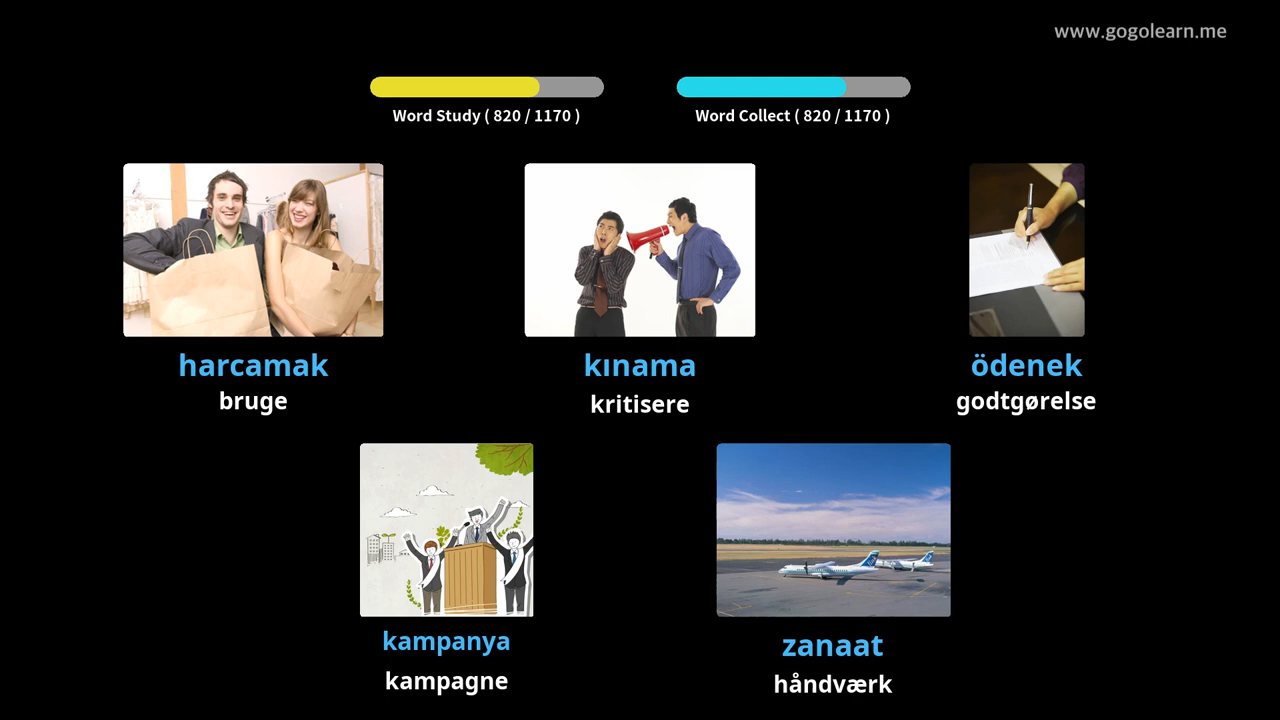 www.gogolearn.me
Word Study ( 820 / 1170 )
Word Collect ( 820 / 1170 )
harcamak
bruge
kınama
kritisere
ödenek
godtgørelse
kampanya
kampagne
zanaat
håndværk